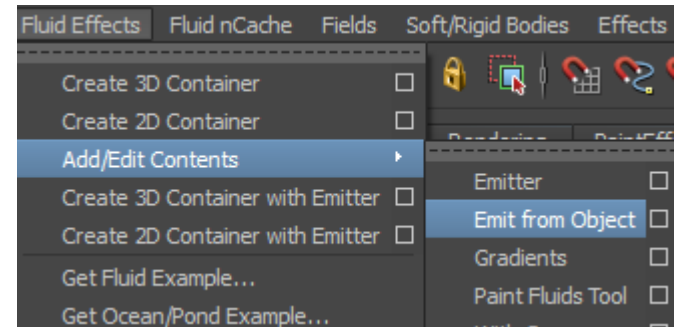 Fluid Effects Fluid nCache Fields Soft/Rigid Bodies Effects
Create 3D Container
Create 2D Container
Add/Edit Contents
Create 3D Container with Emitter
Create 2D Container with Emitter
Get Fluid Example...
Get Ocean/Pond Example...
Emitter
Emit from Object
Gradients
Paint Fluids Tool